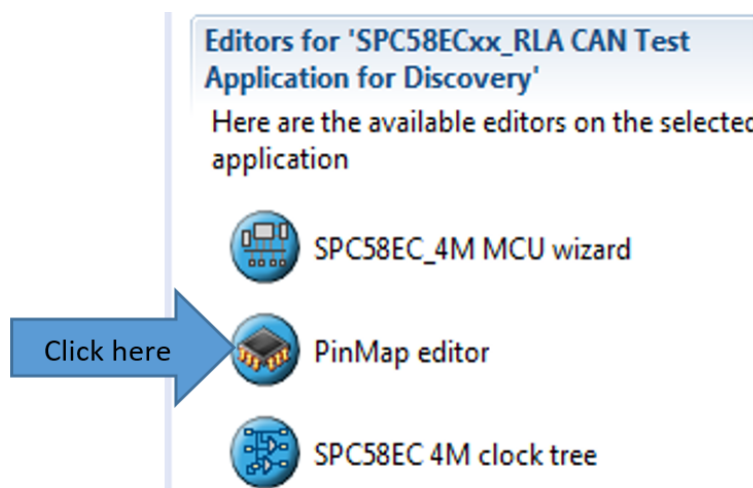 Editors for 'SPC58ECxx_RLA CAN Test
Application for Discovery'
Here are the available editors on the selected
application
SPC58EC_4M MCU wizard
Click here
PinMap editor
SPC58EC 4M clock tree